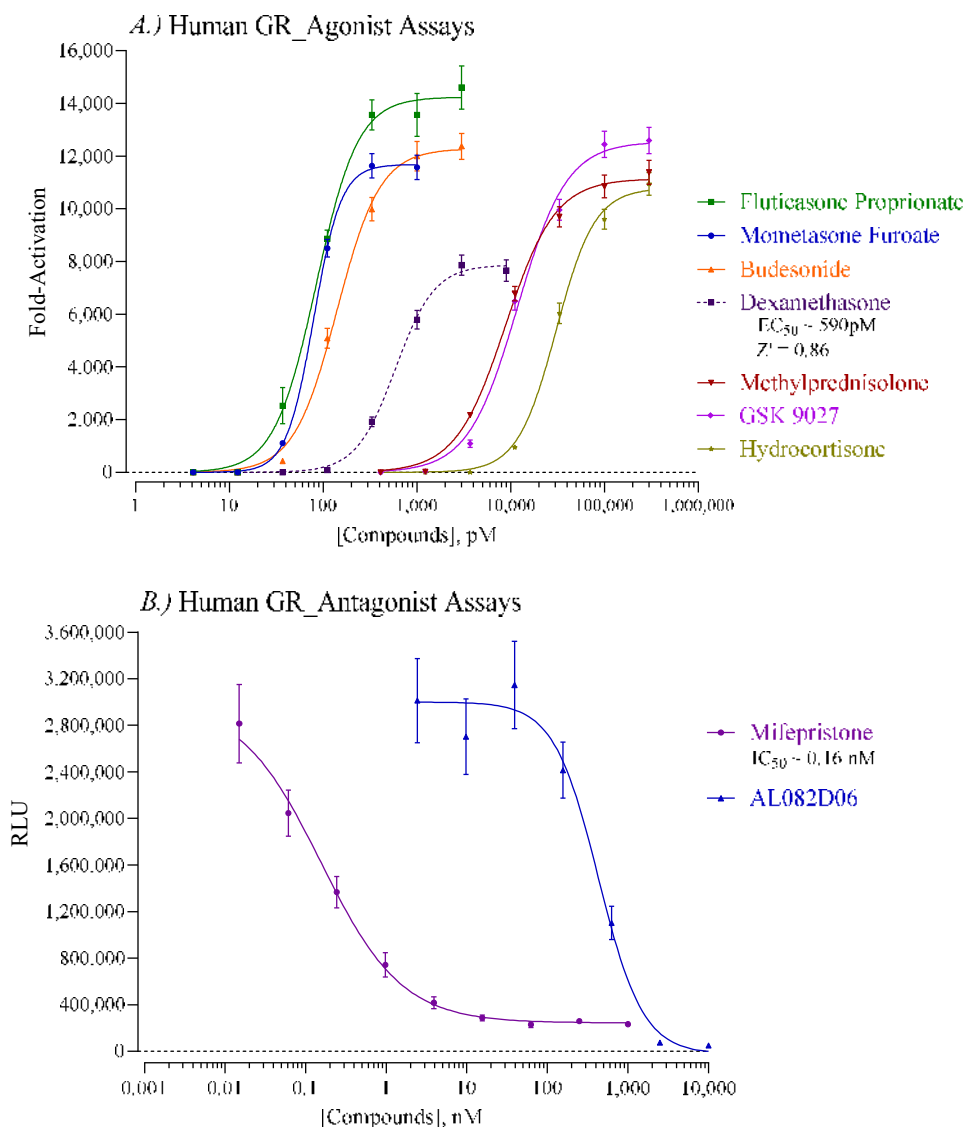 A.) Human GR_Agonist Assays
16,000
14,000
12,000
10,000
8,000
6,000
4,000
2,000
0
Fold-Activation
1
10
100
1,000
10,000
100,000
1,000,000
[Compounds], pM
Fluticasone Proprionate
Mometasone Furoate
Budesonide
Dexamethasone
EC50 ~ 590pM
Z' = 0.86
Methylprednisolone
GSK 9027
Hydrocortisone
B.) Human GR_Antagonist Assays
3,600,000
3,200,000
2,800,000
2,400,000
2,000,000
1,600,000
1,200,000
800,000
400,000
0
RLU
0.001
0.01
0.1
1
10
100
1,000
10,000
[Compounds], nM
Mifepristone
IC50 ~ 0.16 nM
AL082D06